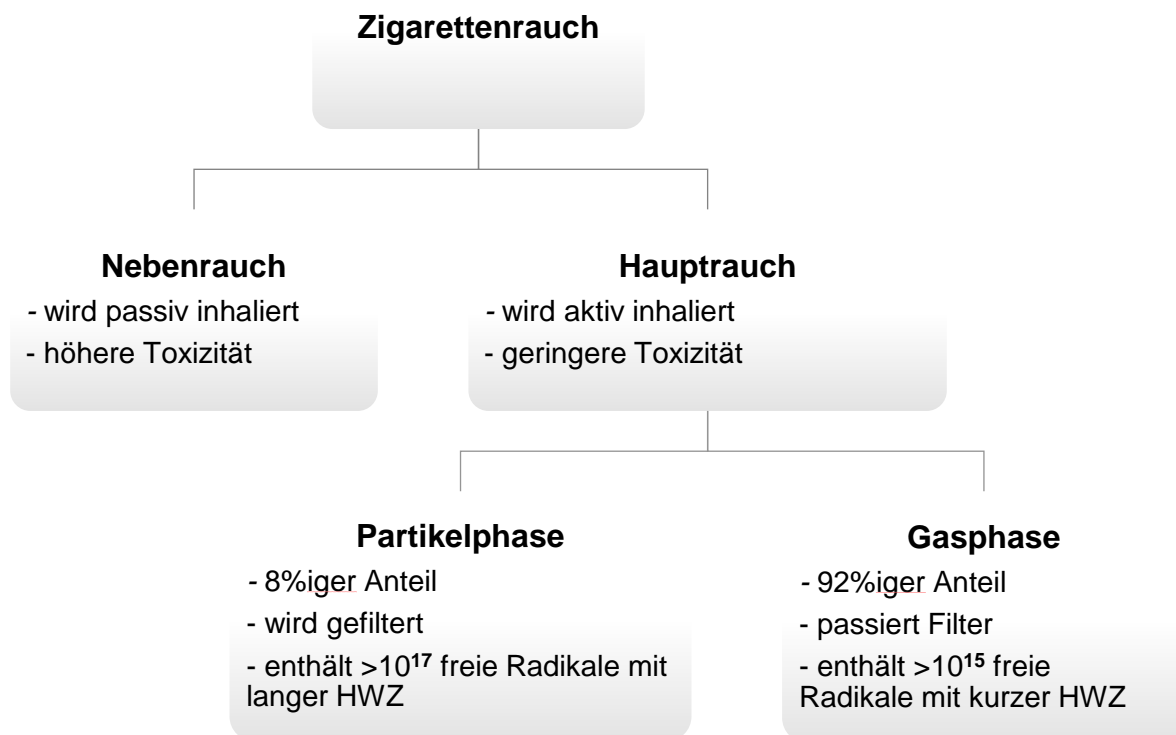 Zigarettenrauch
Nebenrauch
- wird passiv inhaliert
- höhere Toxizität
Hauptrauch
- wird aktiv inhaliert
- geringere Toxizität
Partikelphase
- 8%iger Anteil
- wird gefiltert
- enthält >10¹⁷ freie Radikale mit
langer HWZ
Gasphase
- 92%iger Anteil
- passiert Filter
- enthält >10¹⁵ freie
Radikale mit kurzer HWZ